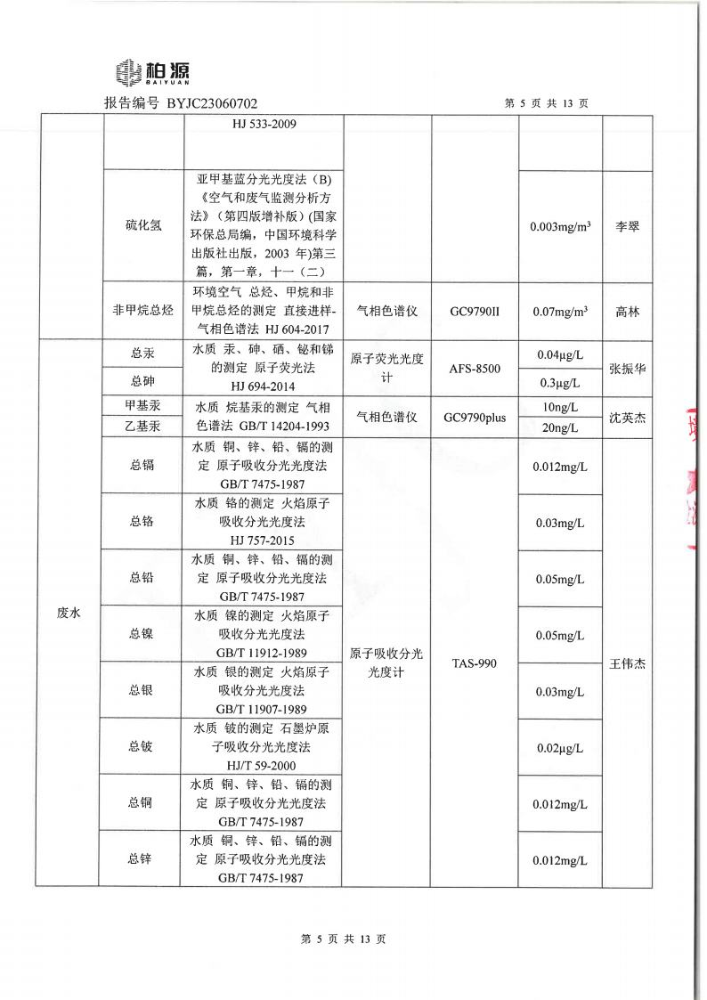 柏源
BAIYUAN
报告编号 BYJC23060702
第 5 页 共 13 页
HJ 533-2009
硫化氢
亚甲基蓝分光光度法（B)
《空气和废气监测分析方
法》（第四版增补版）(国家
环保总局编，中国环境科学
出版社出版，2003 年)第三
篇，第一章，十一（二）
0.003mg/m³
李翠
非甲烷总烃
环境空气 总烃、甲烷和非
甲烷总烃的测定 直接进样-
气相色谱法 HJ 604-2017
气相色谱仪
GC9790II
0.07mg/m³
高林
废水
总汞
总砷
水质 汞、砷、硒、铋和锑
的测定 原子荧光法
HJ 694-2014
原子荧光光度
计
AFS-8500
0.04μg/L
0.3μg/L
张振华
甲基汞
乙基汞
水质 烷基汞的测定 气相
色谱法 GB/T 14204-1993
气相色谱仪
GC9790plus
10ng/L
20ng/L
沈英杰
总镉
水质 铜、锌、铅、镉的测
定 原子吸收分光光度法
GB/T 7475-1987
0.012mg/L
总铬
水质 铬的测定 火焰原子
吸收分光光度法
HJ 757-2015
0.03mg/L
总铅
水质 铜、锌、铅、镉的测
定 原子吸收分光光度法
GB/T 7475-1987
0.05mg/L
总镍
水质 镍的测定 火焰原子
吸收分光光度法
GB/T 11912-1989
0.05mg/L
原子吸收分光
光度计
TAS-990
王伟杰
总银
水质 银的测定 火焰原子
吸收分光光度法
GB/T 11907-1989
0.03mg/L
总铍
水质 铍的测定 石墨炉原
子吸收分光光度法
HJ/T 59-2000
0.02μg/L
总铜
水质 铜、锌、铅、镉的测
定 原子吸收分光光度法
GB/T 7475-1987
0.012mg/L
总锌
水质 铜、锌、铅、镉的测
定 原子吸收分光光度法
GB/T 7475-1987
0.012mg/L
第 5 页 共 13 页